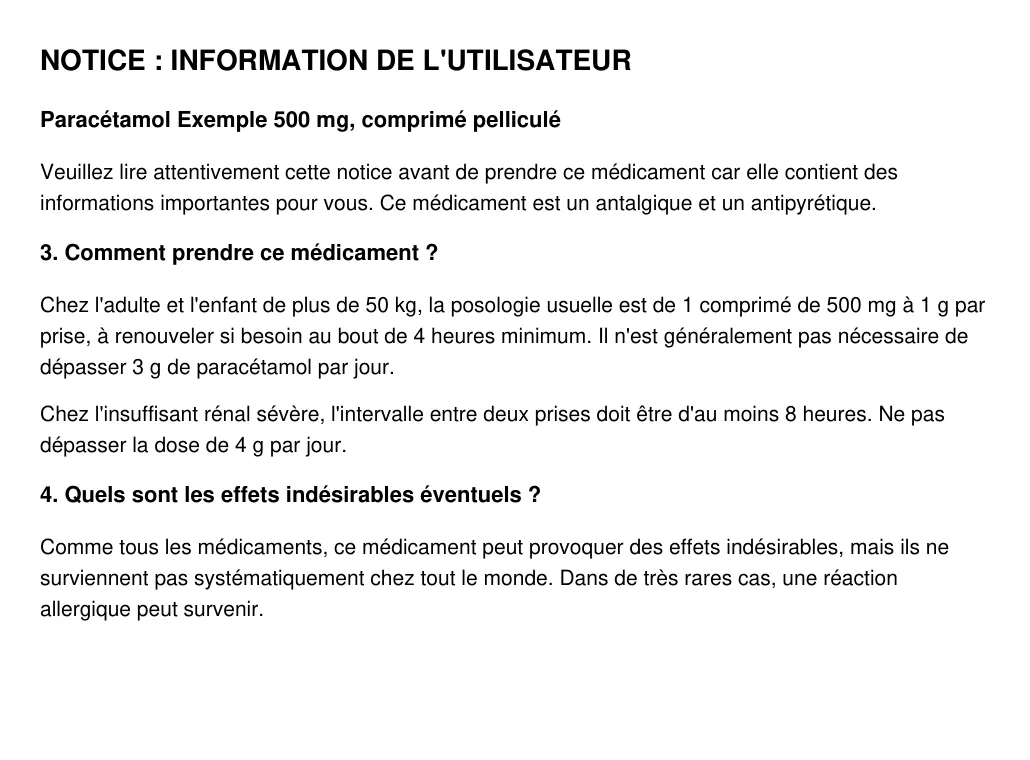 NOTICE : INFORMATION DE L'UTILISATEUR
Paracétamol Exemple 500 mg, comprimé pelliculé
Veuillez lire attentivement cette notice avant de prendre ce médicament car elle contient des
informations importantes pour vous. Ce médicament est un antalgique et un antipyrétique.
3. Comment prendre ce médicament ?
Chez l'adulte et l'enfant de plus de 50 kg, la posologie usuelle est de 1 comprimé de 500 mg à 1 g par
prise, à renouveler si besoin au bout de 4 heures minimum. Il n'est généralement pas nécessaire de
dépasser 3 g de paracétamol par jour.
Chez l'insuffisant rénal sévère, l'intervalle entre deux prises doit être d'au moins 8 heures. Ne pas
dépasser la dose de 4 g par jour.
4. Quels sont les effets indésirables éventuels ?
Comme tous les médicaments, ce médicament peut provoquer des effets indésirables, mais ils ne
surviennent pas systématiquement chez tout le monde. Dans de très rares cas, une réaction
allergique peut survenir.